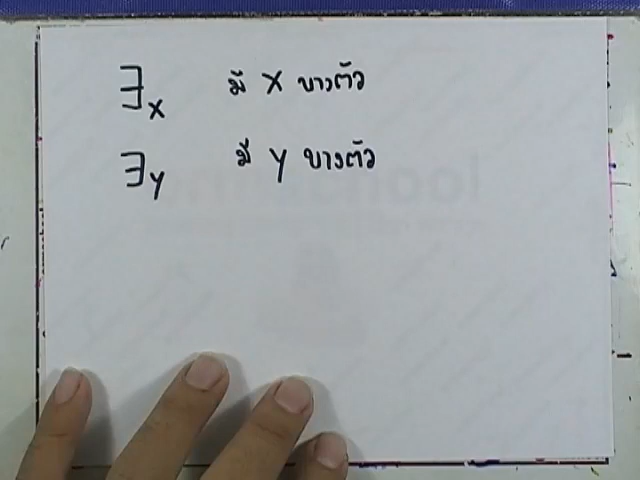 ∃x มี x บางตัว
∃y มี y บางตัว